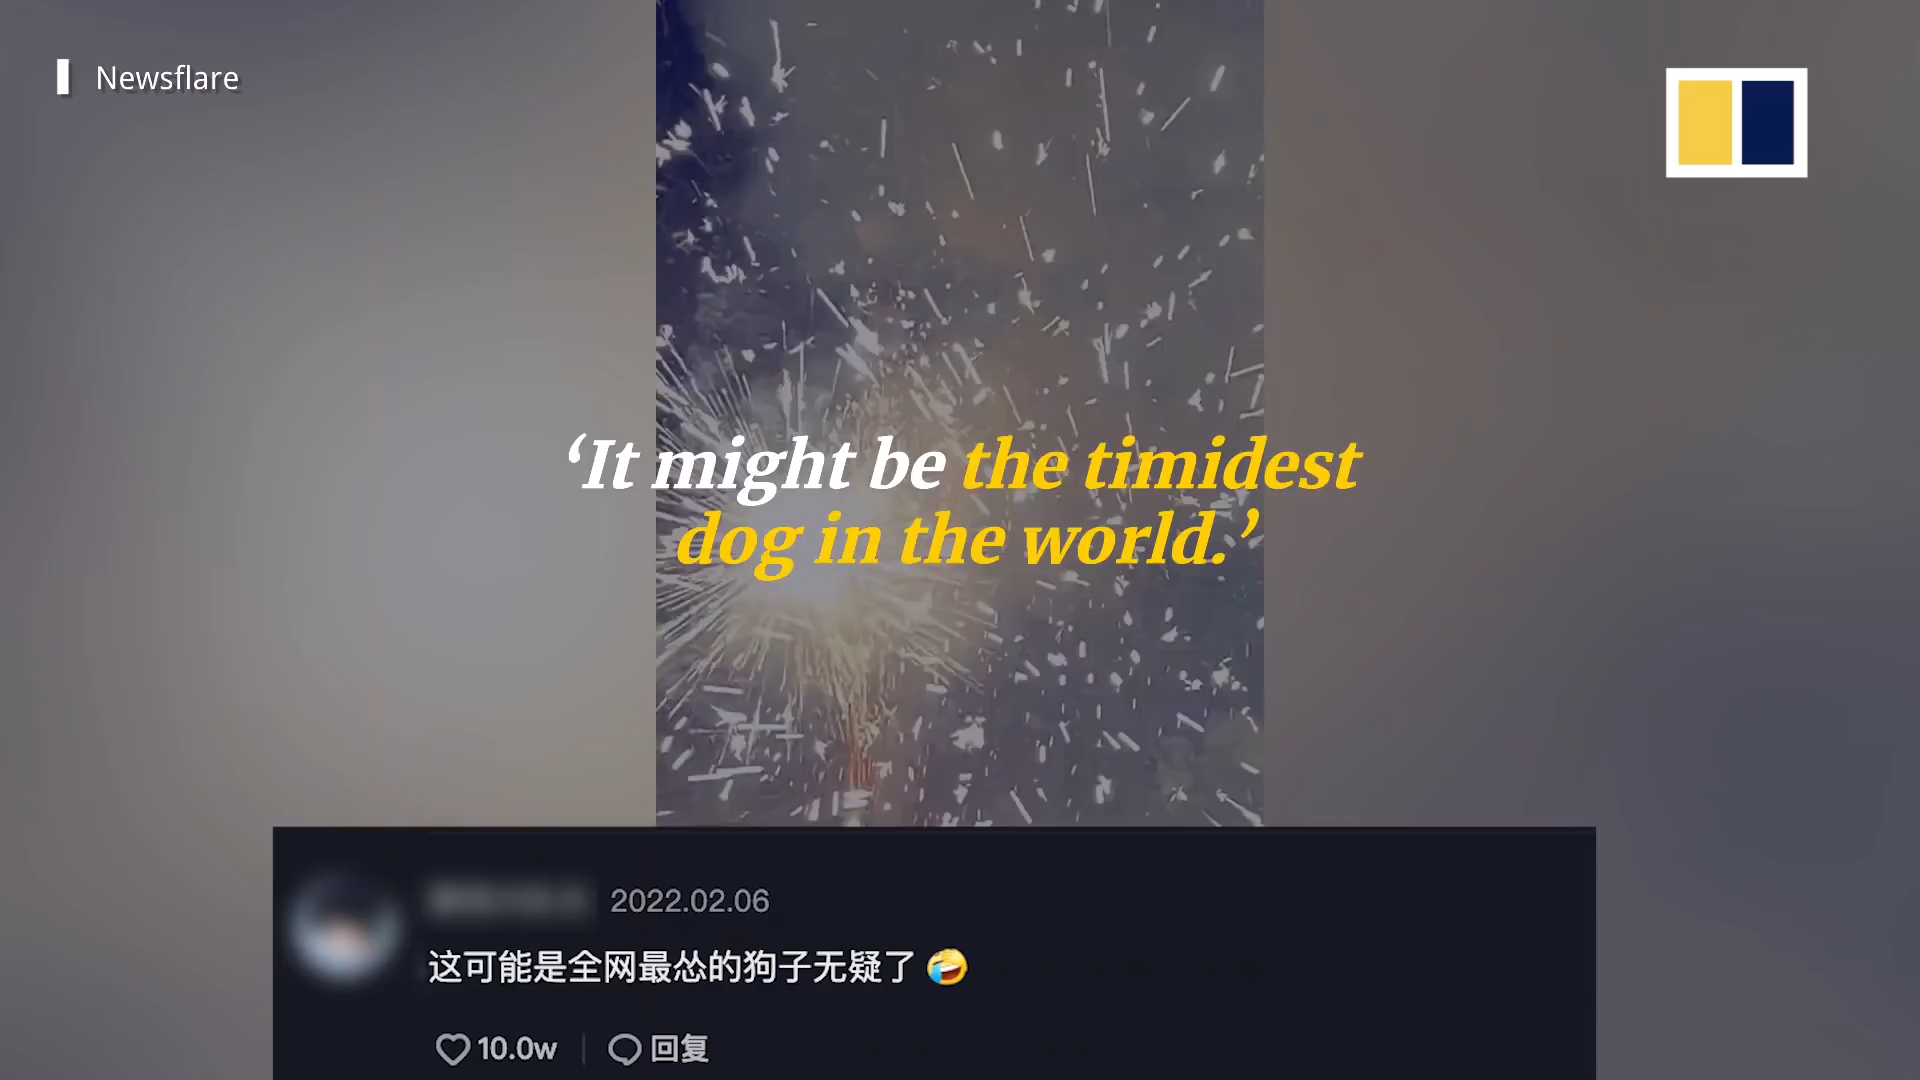 Newsflare
‘It might be the timidest
dog in the world.’
2022.02.06
这可能是全网最怂的狗子无疑了
10.0w
回复